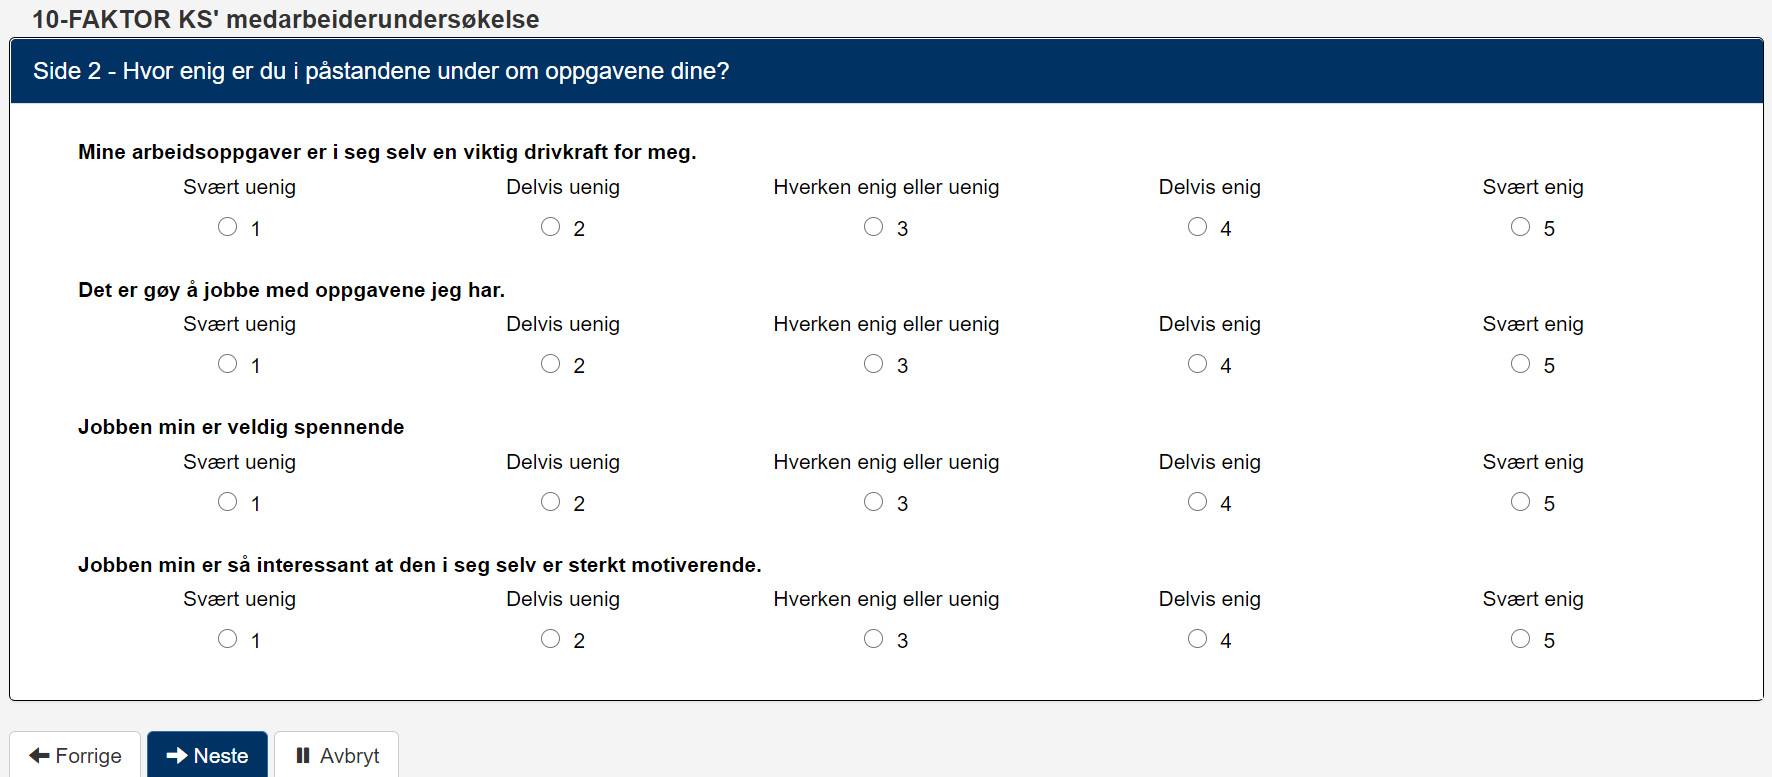 10-FAKTOR KS' medarbeiderundersøkelse
Side 2 - Hvor enig er du i påstandene under om oppgavene dine?
Mine arbeidsoppgaver er i seg selv en viktig drivkraft for meg.
Svært uenig Delvis uenig Hverken enig eller uenig Delvis enig Svært enig
1 2 3 4 5
Det er gøy å jobbe med oppgavene jeg har.
Svært uenig Delvis uenig Hverken enig eller uenig Delvis enig Svært enig
1 2 3 4 5
Jobben min er veldig spennende
Svært uenig Delvis uenig Hverken enig eller uenig Delvis enig Svært enig
1 2 3 4 5
Jobben min er så interessant at den i seg selv er sterkt motiverende.
Svært uenig Delvis uenig Hverken enig eller uenig Delvis enig Svært enig
1 2 3 4 5
Forrige Neste Avbryt